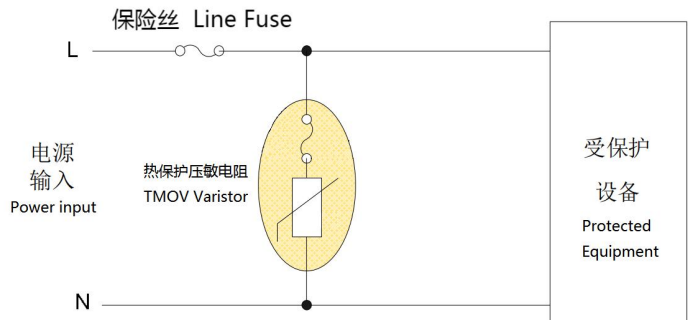 保险丝 Line Fuse
L
电源
输入
Power input
热保护压敏电阻
TMOV Varistor
受保护
设备
Protected
Equipment
N